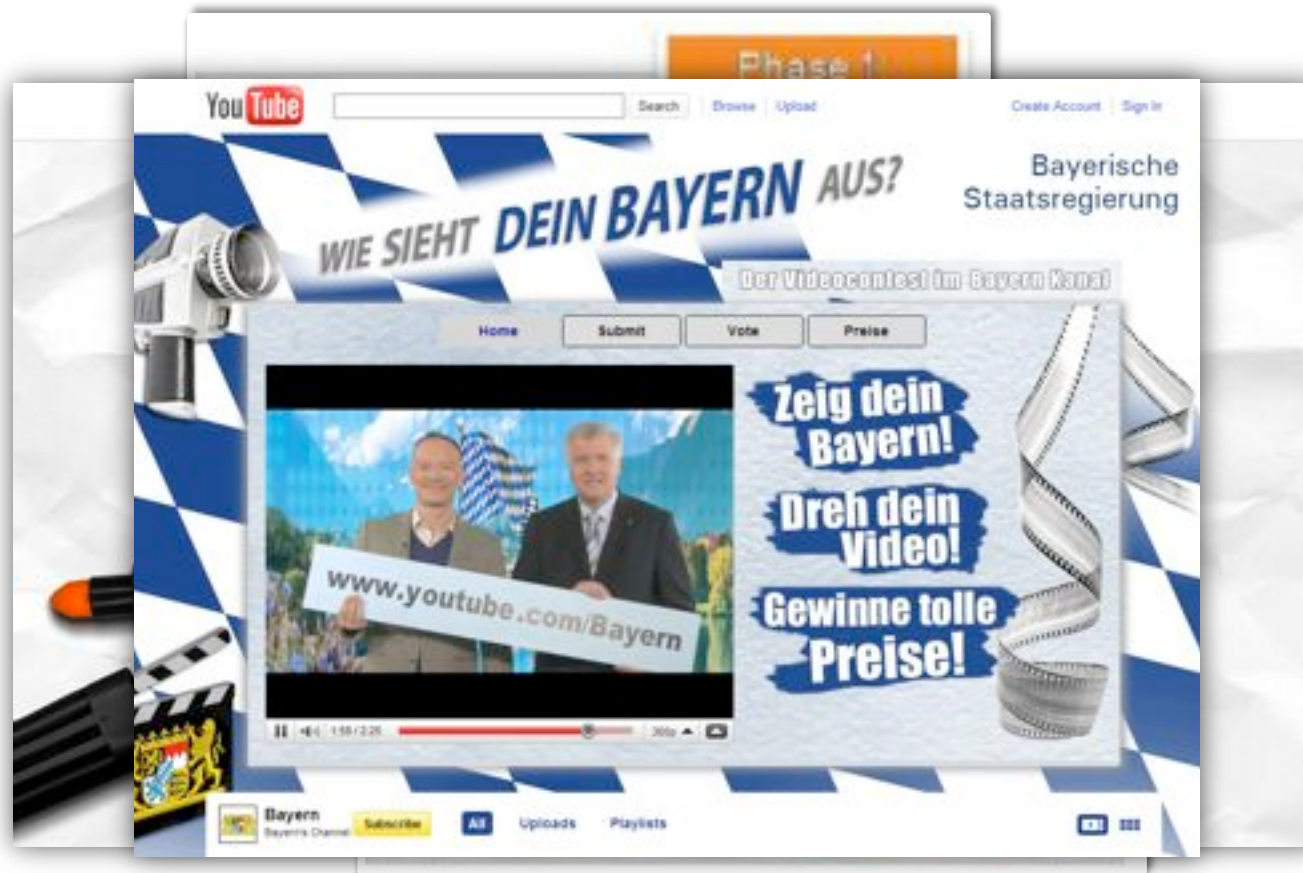 Phase 1:
YouTube
Search
Browse
Upload
Create Account
Sign In
WIE SIEHT DEIN BAYERN AUS?
Bayerische
Staatsregierung
Der Videocontest im Bayern Kanal
Home
Submit
Vote
Preise
Zeig dein
Bayern!
Dreh dein
Video!
Gewinne tolle
Preise!
www.youtube.com/Bayern
360p
Bayern
Bayern's Channel
Subscribe
All
Uploads
Playlists